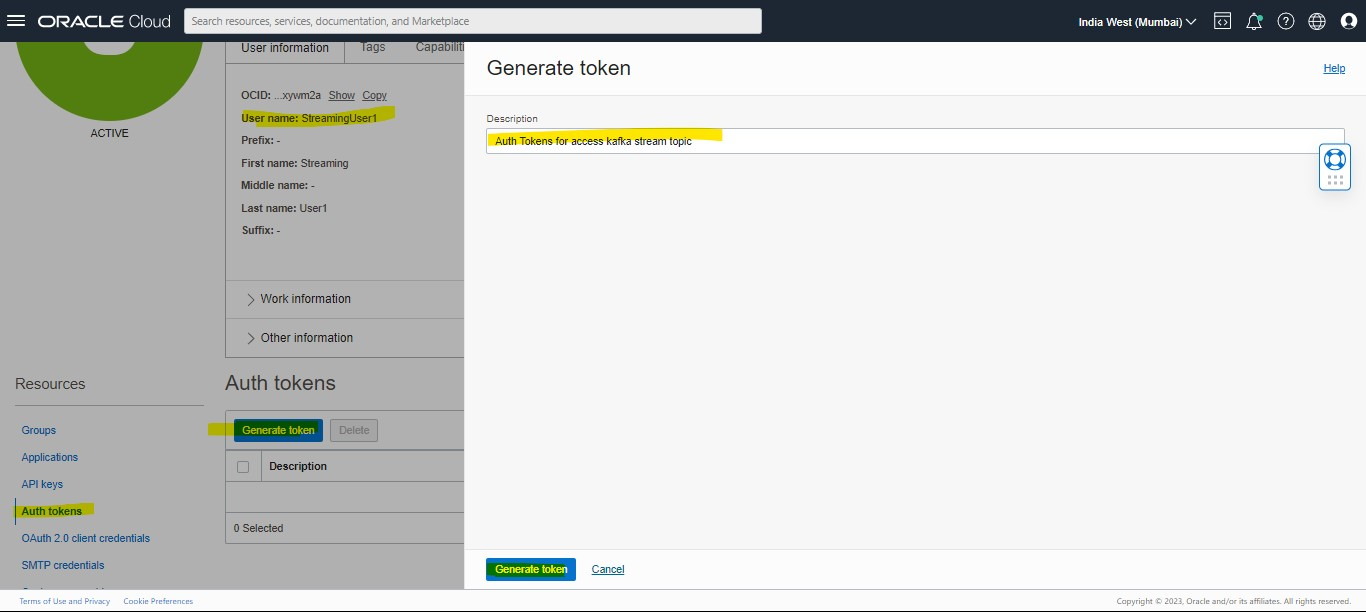 ORACLE Cloud
Search resources, services, documentation, and Marketplace
India West (Mumbai)
User information
Tags
Capabiliti
ACTIVE
OCID: ...xywm2a Show Copy
User name: StreamingUser1
Prefix: -
First name: Streaming
Middle name: -
Last name: User1
Suffix: -
Work information
Other information
Resources
Groups
Applications
API keys
Auth tokens
OAuth 2.0 client credentials
SMTP credentials
Auth tokens
Generate token
Delete
Description
0 Selected
Generate token
Help
Description
Auth Tokens for access kafka stream topic
Generate token
Cancel
Terms of Use and Privacy
Cookie Preferences
Copyright © 2023, Oracle and/or its affiliates. All rights reserved.